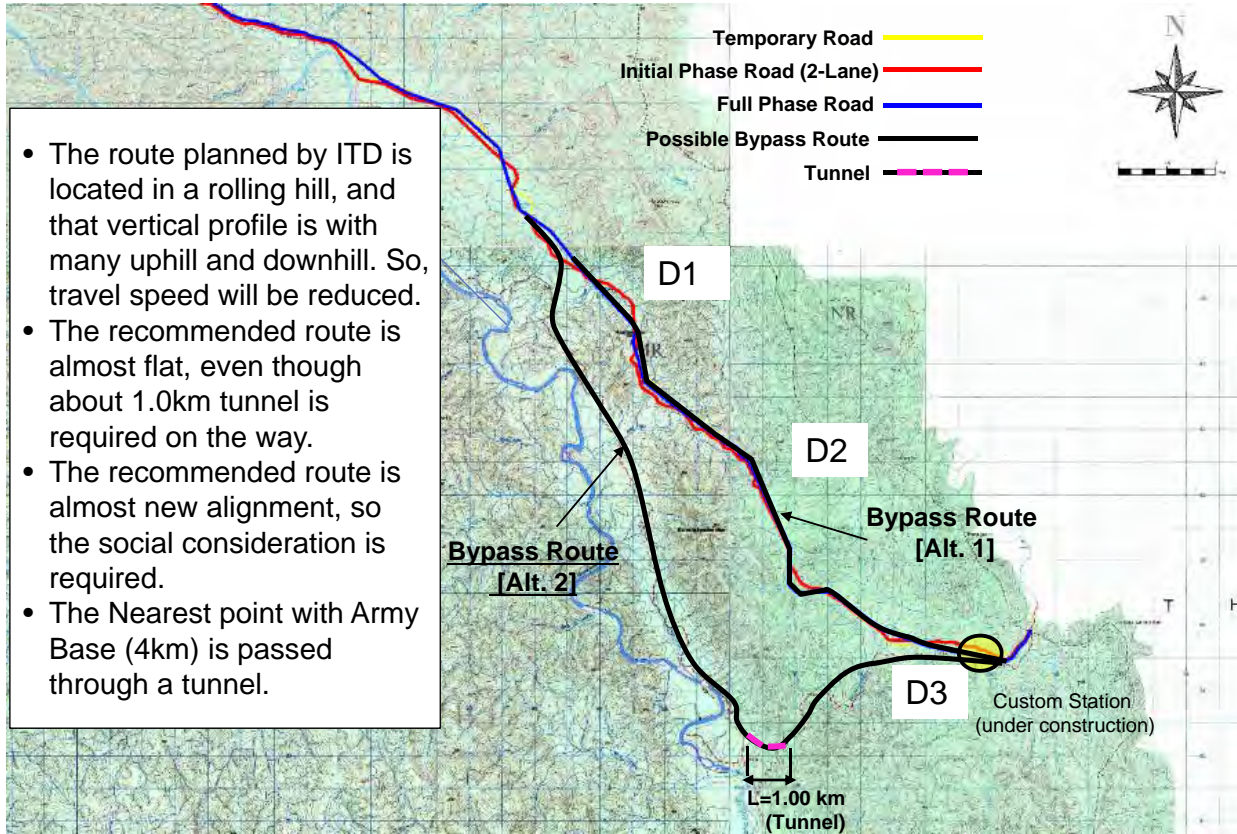 Temporary Road
Initial Phase Road (2-Lane)
Full Phase Road
Possible Bypass Route
Tunnel
N
• The route planned by ITD is
located in a rolling hill, and
that vertical profile is with
many uphill and downhill. So,
travel speed will be reduced.
• The recommended route is
almost flat, even though
about 1.0km tunnel is
required on the way.
• The recommended route is
almost new alignment, so
the social consideration is
required.
• The Nearest point with Army
Base (4km) is passed
through a tunnel.
D1
NR
D2
Bypass Route
[Alt. 1]
Bypass Route
[Alt. 2]
T H
D3
Custom Station
(under construction)
L=1.00 km
(Tunnel)